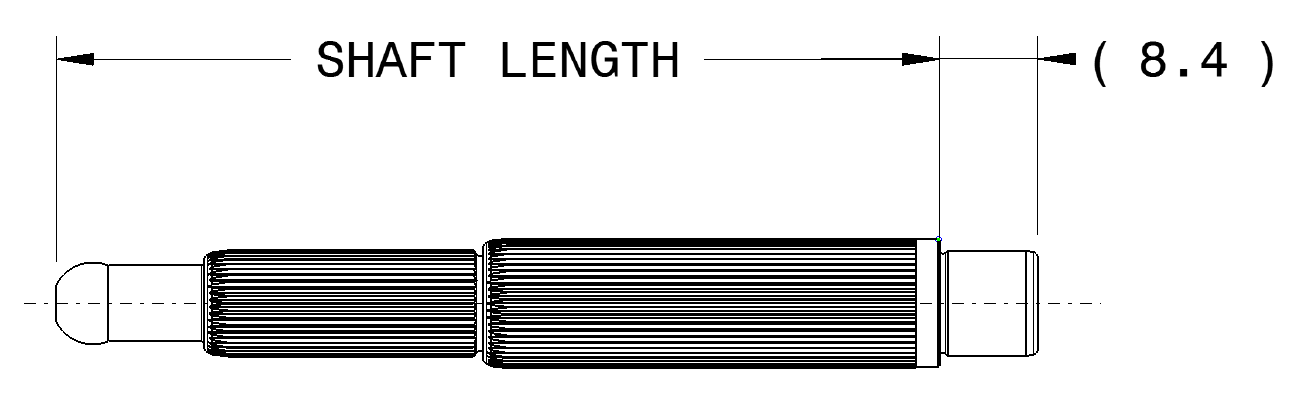 SHAFT LENGTH ( 8.4 )